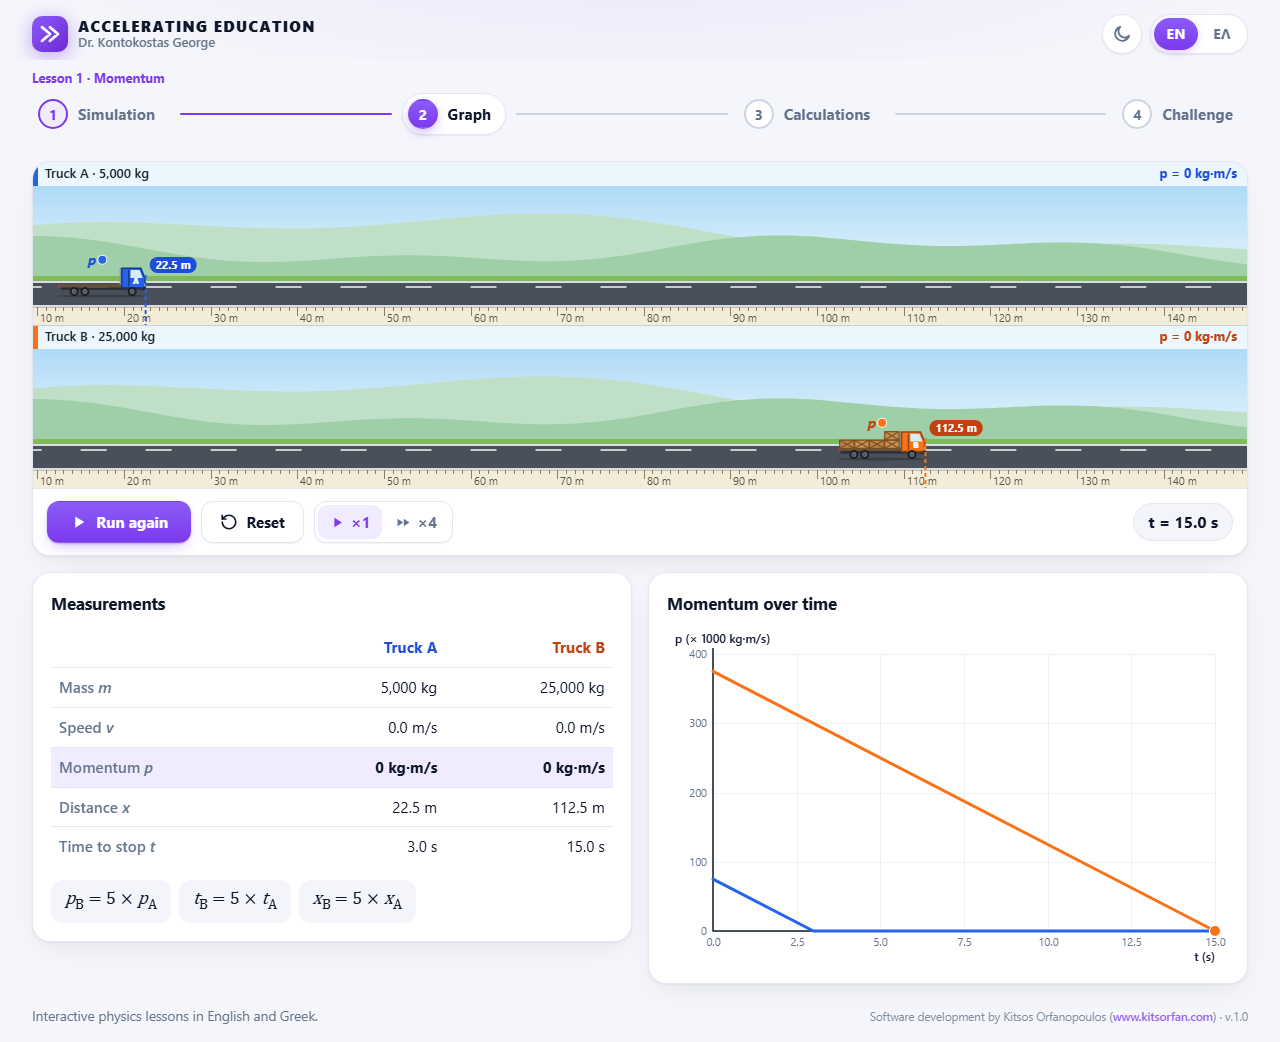 ACCELERATING EDUCATION
Dr. Kontokostas George
EN ΕΛ
Lesson 1 · Momentum
1 Simulation 2 Graph 3 Calculations 4 Challenge
Truck A · 5,000 kg p = 0 kg·m/s
p 22.5 m
A
10 m 20 m 30 m 40 m 50 m 60 m 70 m 80 m 90 m 100 m 110 m 120 m 130 m 140 m
Truck B · 25,000 kg p = 0 kg·m/s
p 112.5 m
B
10 m 20 m 30 m 40 m 50 m 60 m 70 m 80 m 90 m 100 m 110 m 120 m 130 m 140 m
Run again Reset ×1 ×4 t = 15.0 s
Measurements
Truck A Truck B
Mass m 5,000 kg 25,000 kg
Speed v 0.0 m/s 0.0 m/s
Momentum p 0 kg·m/s 0 kg·m/s
Distance x 22.5 m 112.5 m
Time to stop t 3.0 s 15.0 s
pB = 5 × pA tB = 5 × tA xB = 5 × xA
Momentum over time
p (× 1000 kg·m/s)
400
300
200
100
0
0.0 2.5 5.0 7.5 10.0 12.5 15.0
t (s)
Interactive physics lessons in English and Greek.
Software development by Kitsos Orfanopoulos (www.kitsorfan.com) · v.1.0